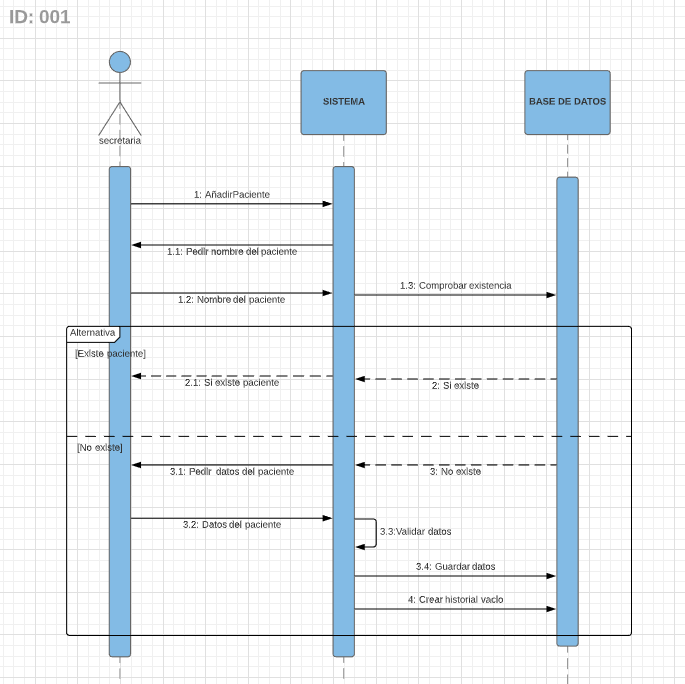 ID: 001
SISTEMA
BASE DE DATOS
secretaria
1: AñadirPaciente
1.1: Pedir nombre del paciente
1.2: Nombre del paciente
1.3: Comprobar existencia
Alternativa
[Existe paciente]
2.1: Si existe paciente
2: Si existe
[No existe]
3.1: Pedir datos del paciente
3: No existe
3.2: Datos del paciente
3.3:Validar datos
3.4: Guardar datos
4: Crear historial vacío